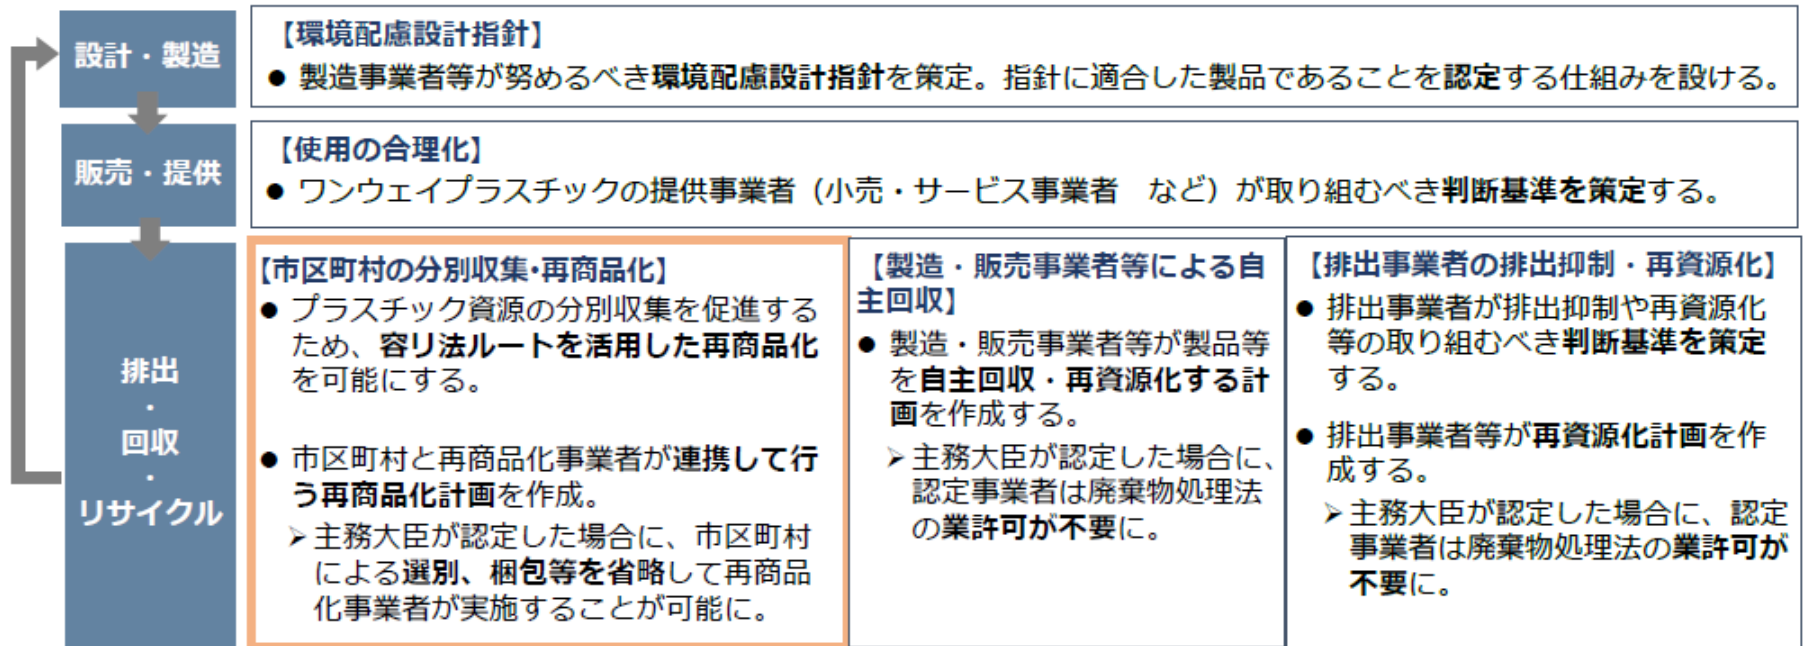 設計・製造
【環境配慮設計指針】
● 製造事業者等が努めるべき環境配慮設計指針を策定。指針に適合した製品であることを認定する仕組みを設ける。
販売・提供
【使用の合理化】
● ワンウェイプラスチックの提供事業者（小売・サービス事業者　など）が取り組むべき判断基準を策定する。
排出
・
回収
・
リサイクル
【市区町村の分別収集・再商品化】
● プラスチック資源の分別収集を促進する
ため、容リ法ルートを活用した再商品化
を可能にする。
● 市区町村と再商品化事業者が連携して行
う再商品化計画を作成。
➢ 主務大臣が認定した場合に、市区町村
による選別、梱包等を省略して再商品
化事業者が実施することが可能に。
【製造・販売事業者等による自
主回収】
● 製造・販売事業者等が製品等
を自主回収・再資源化する計
画を作成する。
➢ 主務大臣が認定した場合に、
認定事業者は廃棄物処理法
の業許可が不要に。
【排出事業者の排出抑制・再資源化】
● 排出事業者が排出抑制や再資源化
等の取り組むべき判断基準を策定
する。
● 排出事業者等が再資源化計画を作
成する。
➢ 主務大臣が認定した場合に、認定
事業者は廃棄物処理法の業許可が
不要に。